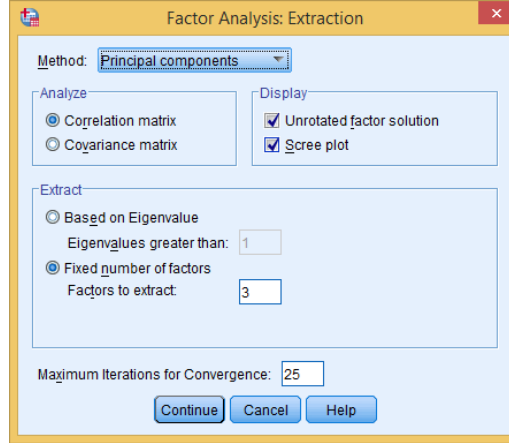 Factor Analysis: Extraction
Method: Principal components
Analyze
Correlation matrix
Covariance matrix
Display
Unrotated factor solution
Scree plot
Extract
Based on Eigenvalue
Eigenvalues greater than: 1
Fixed number of factors
Factors to extract: 3
Maximum Iterations for Convergence: 25
Continue Cancel Help